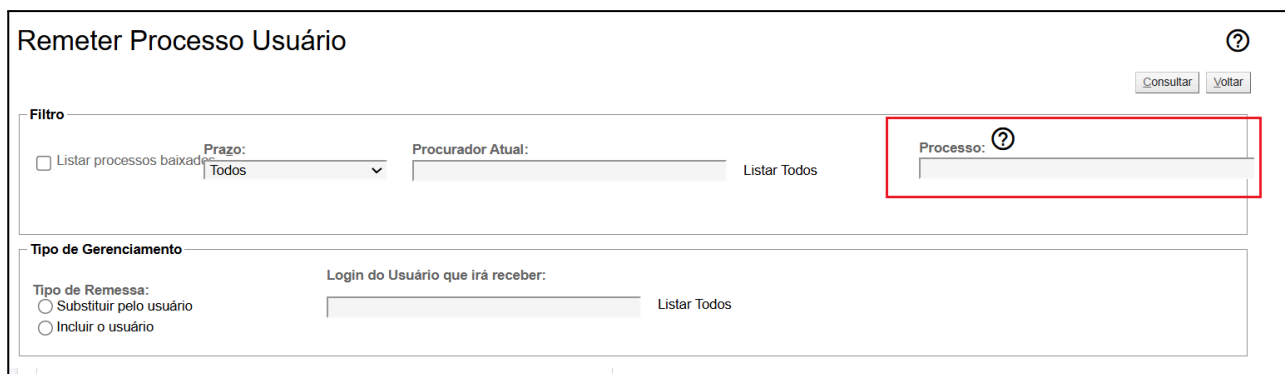 Remeter Processo Usuário
Consultar Voltar
Filtro
Listar processos baixados
Prazo:
Todos
Procurador Atual:
Listar Todos
Processo:
Tipo de Gerenciamento
Tipo de Remessa:
Substituir pelo usuário
Incluir o usuário
Login do Usuário que irá receber:
Listar Todos